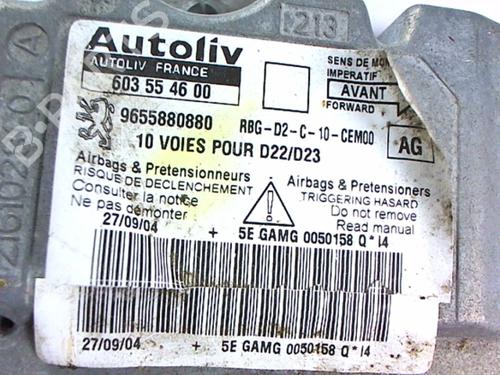 1213
Autoliv
AUTOLIV FRANCE
603 55 46 00
SENS DE
IMPERATIF
AVANT
FORWARD
9655880880 RBG-D2-C-10-CEM00
10 VOIES POUR D22/D23
AG
Airbags & Pretensionneurs
RISQUE DE DECLENCHEMENT
Consulter la notice
Ne pas démonter
Airbags & Pretensioners
TRIGGERING HASARD
Do not remove
Read manual
27/09/04 + 5E GAMG 0050158 Q*I4
27/09/04 + 5E GAMG 0050158 Q*I4